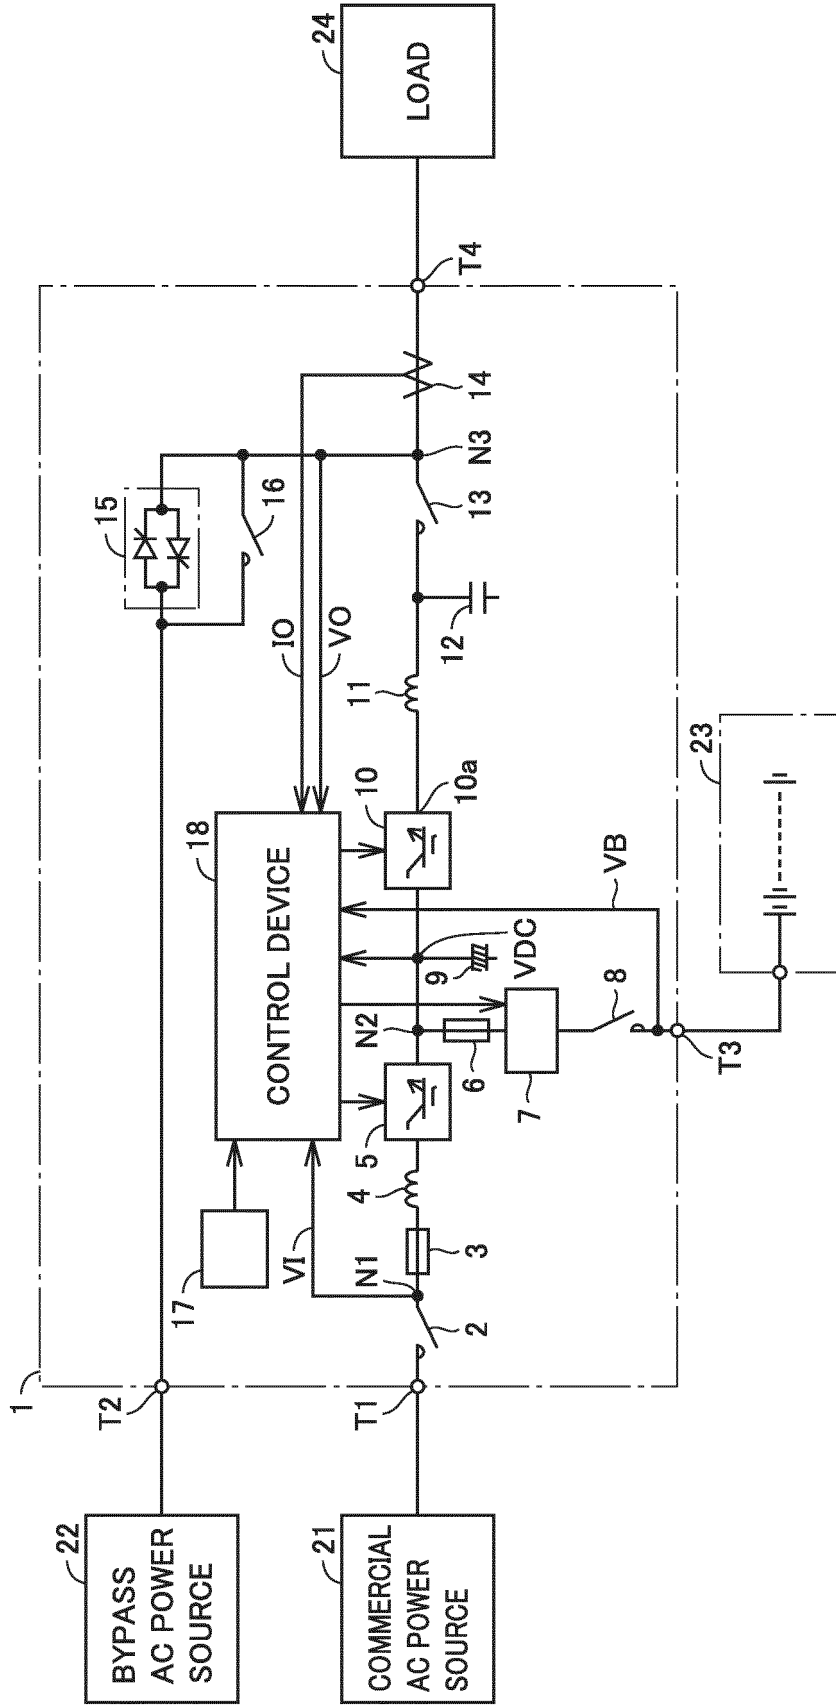 1
22
BYPASS
AC POWER
SOURCE
T2
15
16
17
18
CONTROL DEVICE
IO
VO
VI
21
COMMERCIAL
AC POWER
SOURCE
T1
2
N1
3
4
5
N2
6
7
8
9
VDC
VB
10
10a
11
12
13
N3
14
T4
24
LOAD
T3
23